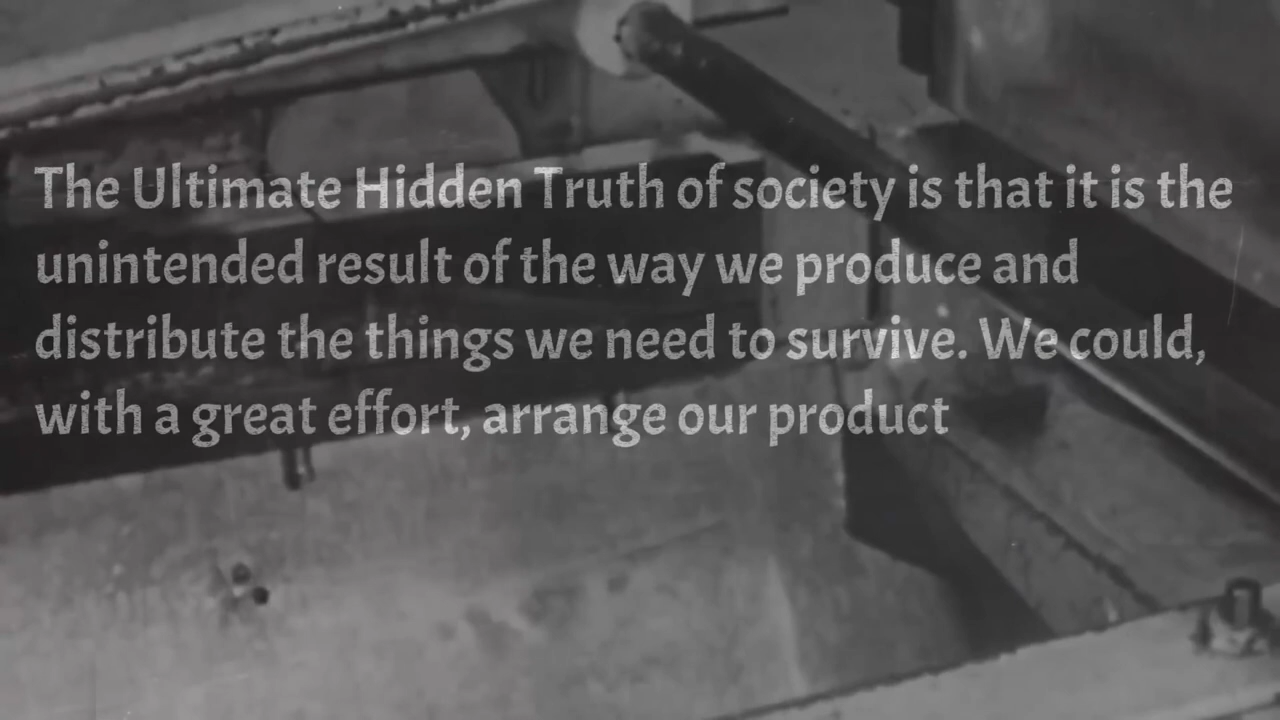 The Ultimate Hidden Truth of society is that it is the
unintended result of the way we produce and
distribute the things we need to survive. We could,
with a great effort, arrange our product